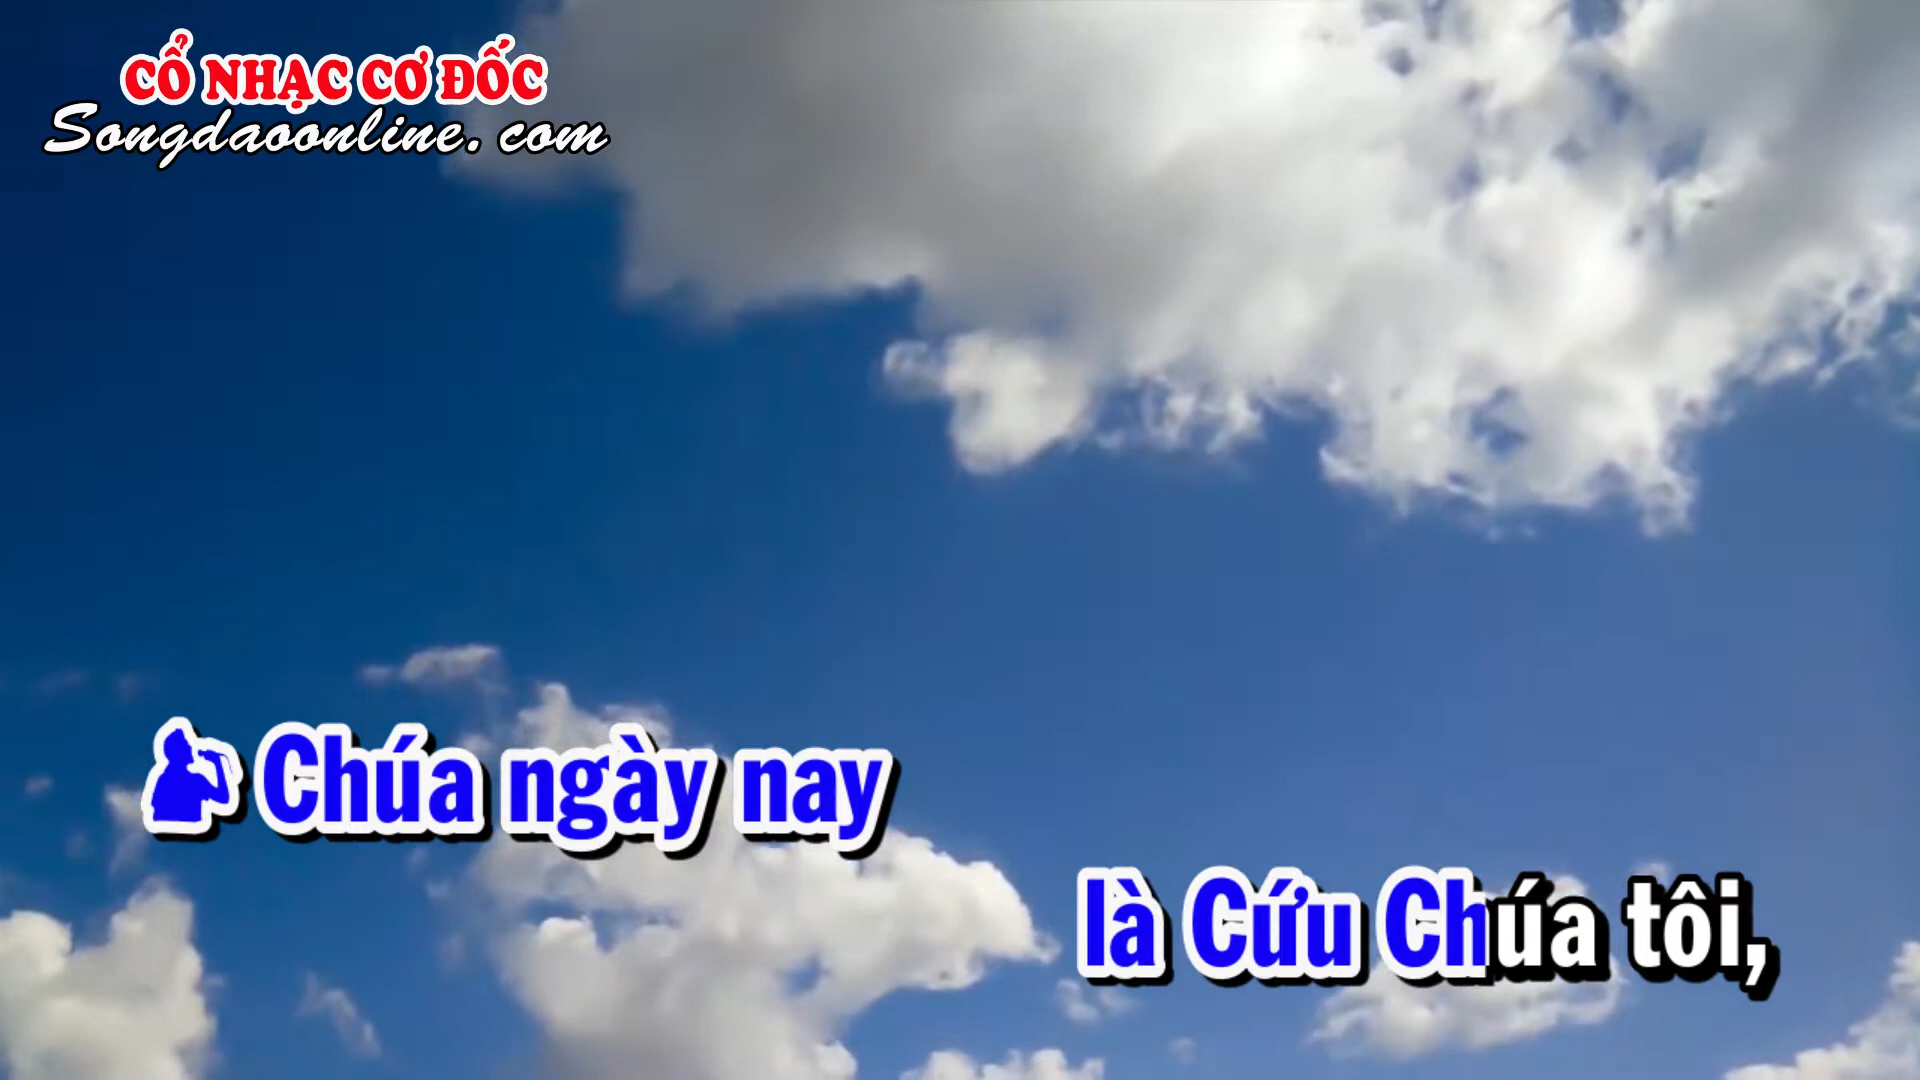 CỔ NHẠC CƠ ĐỐC
Songdaoonline.com
Chúa ngày nay
là Cứu Chúa tôi,